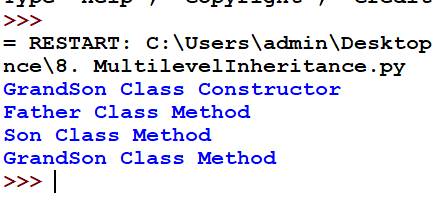 >>>
= RESTART: C:\Users\admin\Desktop
nce\8. MultilevelInheritance.py
GrandSon Class Constructor
Father Class Method
Son Class Method
GrandSon Class Method
>>>